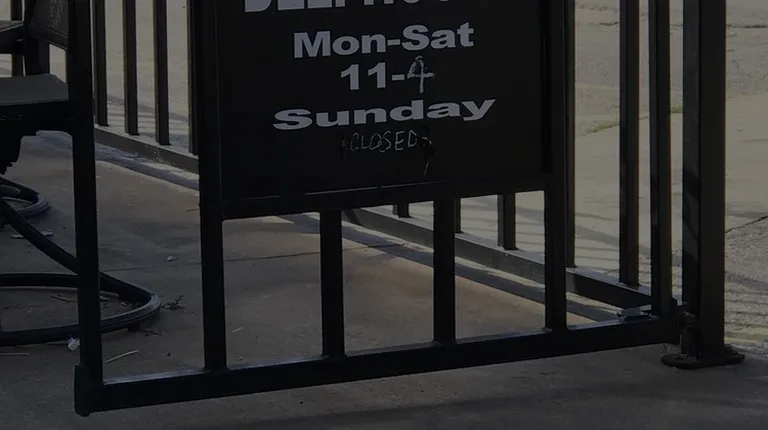 Mon-Sat
11-4
Sunday
CLOSED